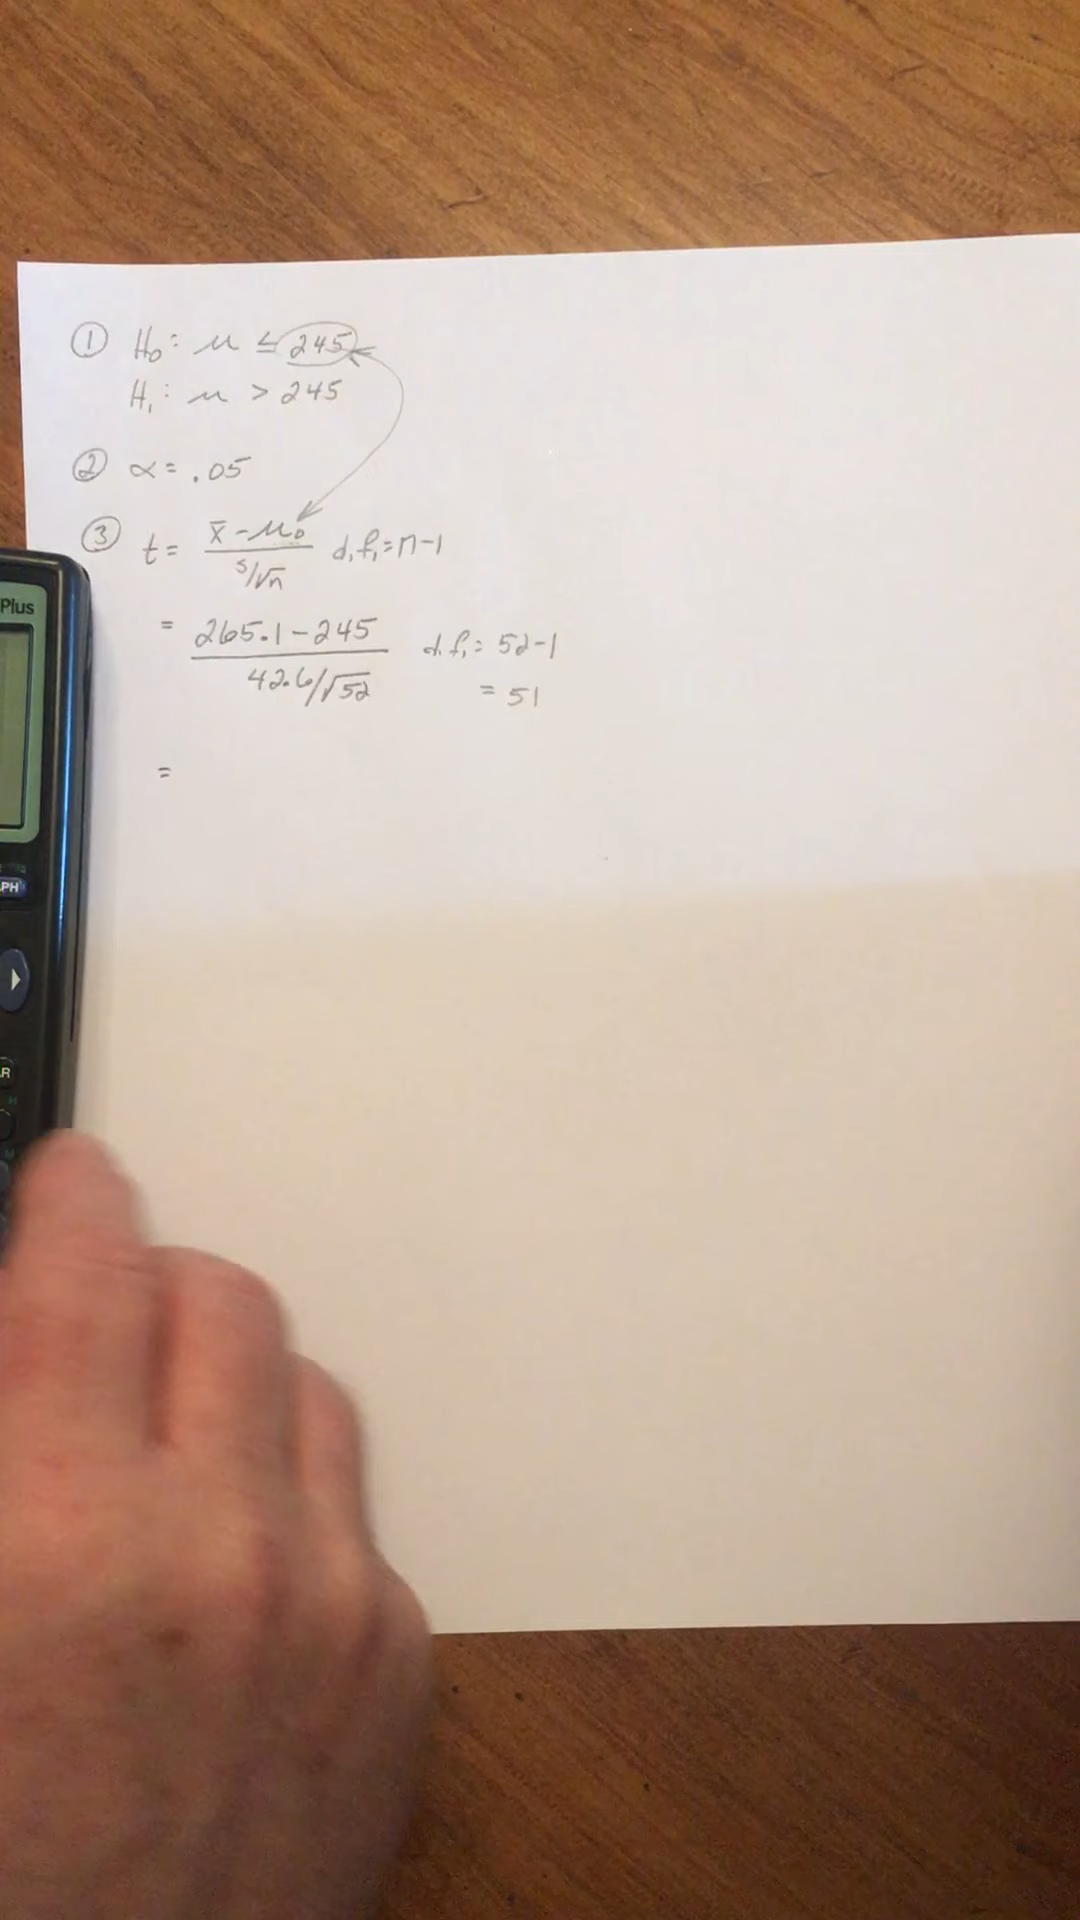 ① H₀: μ ≤ 245
H₁: μ > 245
② α = .05
③ t = x̄ - μ₀ / s/√n d.f. = n-1
= 265.1 - 245 / 42.6/√52 d.f. = 52-1
= 51
=
Plus
PH
R